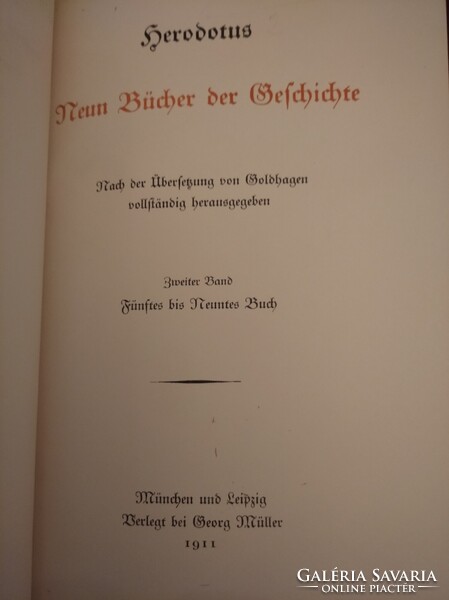 Herodotus
Neun Bücher der Geſchichte
Nach der Überſetzung von Goldhagen
vollſtändig herausgegeben
Zweiter Band
Fünftes bis Neuntes Buch
München und Leipzig
Verlegt bei Georg Müller
1911
GALÉRIA SAVARIA
ONLINE PIACTÉR